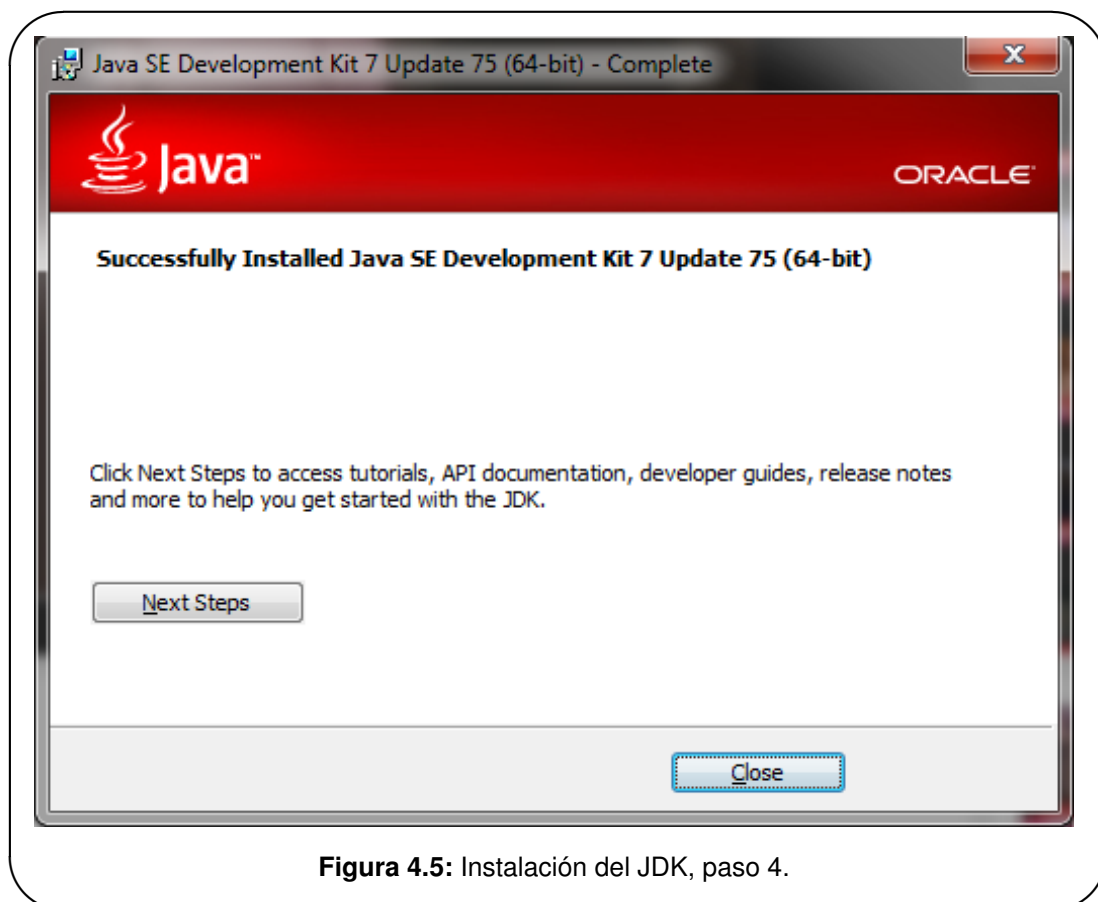 Java SE Development Kit 7 Update 75 (64-bit) - Complete
Java™
ORACLE
Successfully Installed Java SE Development Kit 7 Update 75 (64-bit)
Click Next Steps to access tutorials, API documentation, developer guides, release notes
and more to help you get started with the JDK.
Next Steps
Close
Figura 4.5: Instalación del JDK, paso 4.